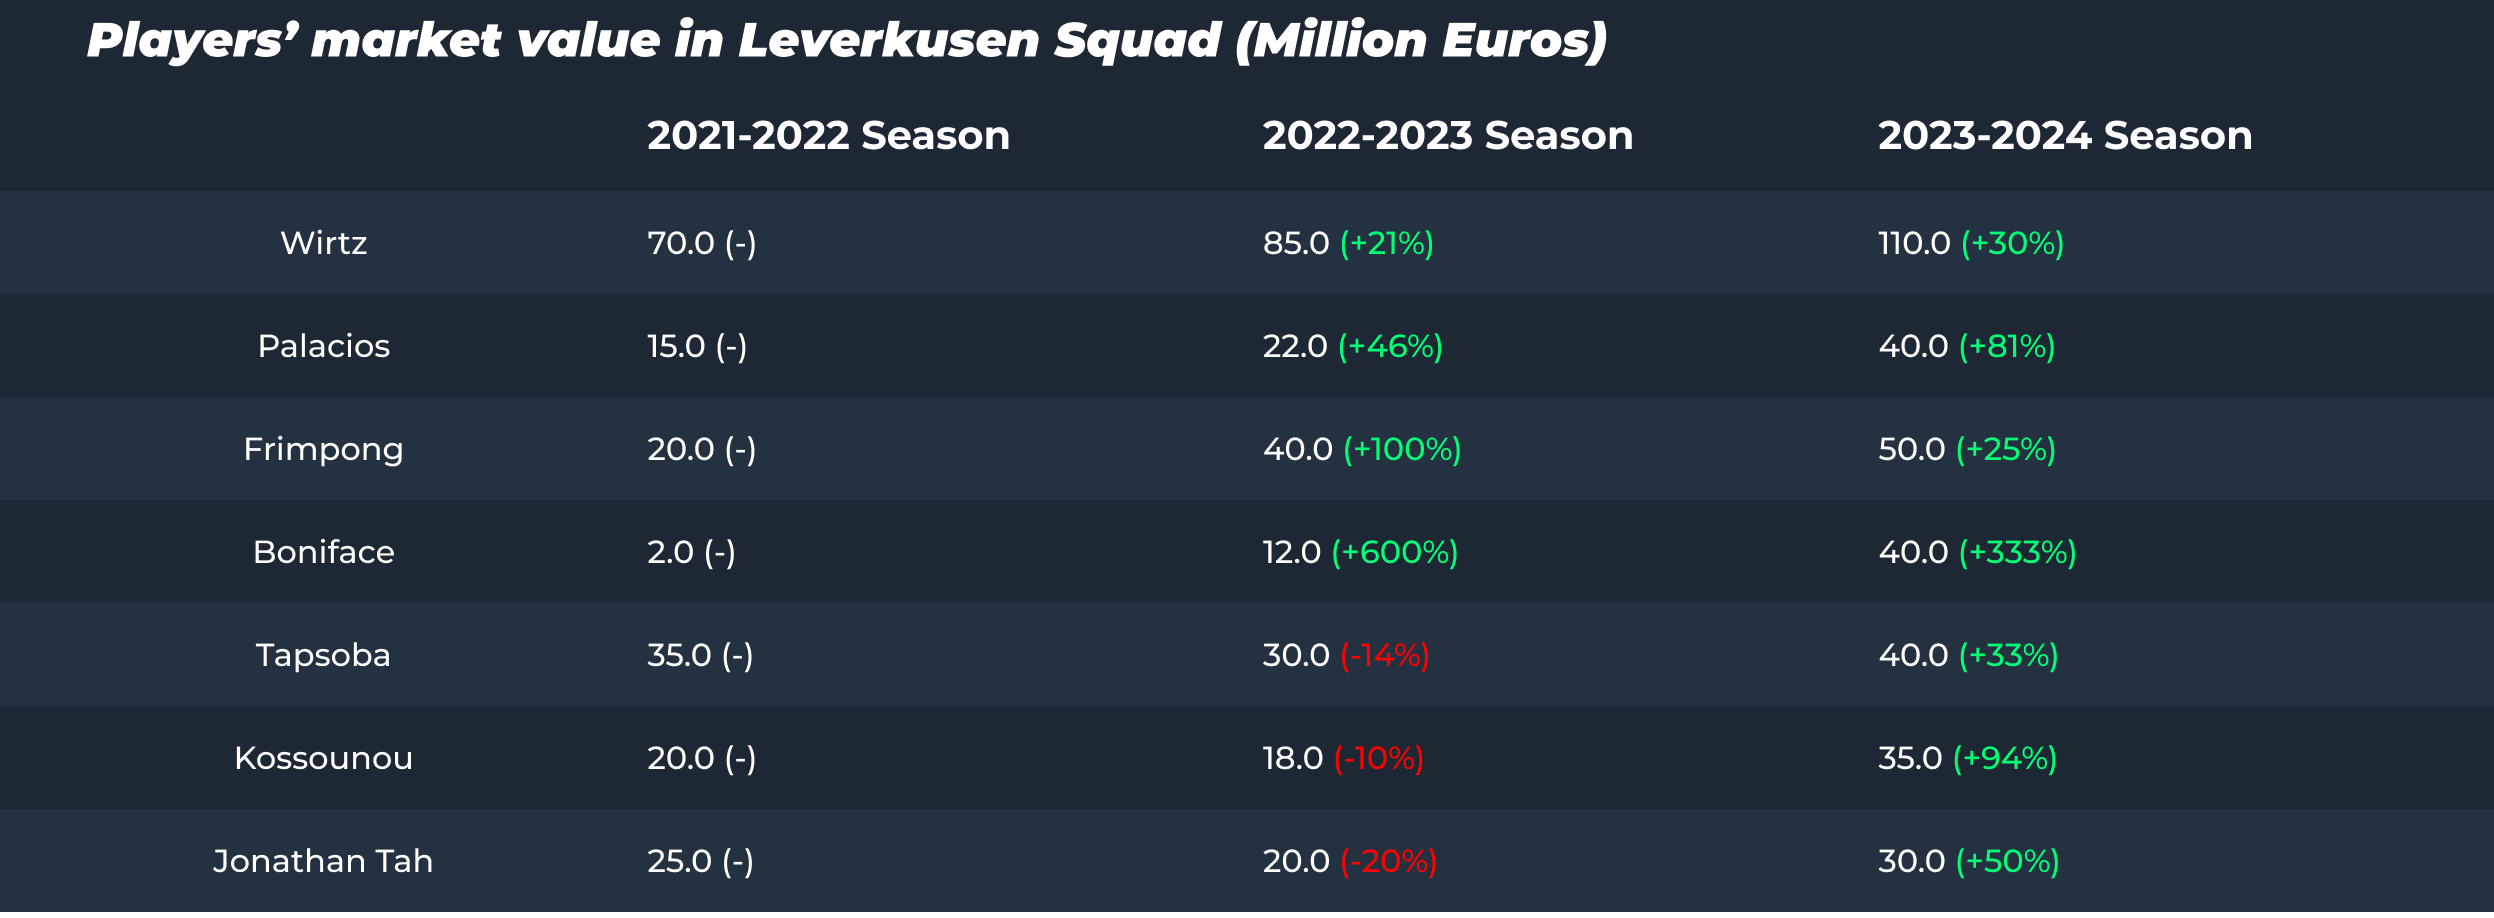 Players’ market value in Leverkusen Squad (Million Euros)
2021-2022 Season 2022-2023 Season 2023-2024 Season
Wirtz 70.0 (-) 85.0 (+21%) 110.0 (+30%)
Palacios 15.0 (-) 22.0 (+46%) 40.0 (+81%)
Frimpong 20.0 (-) 40.0 (+100%) 50.0 (+25%)
Boniface 2.0 (-) 12.0 (+600%) 40.0 (+333%)
Tapsoba 35.0 (-) 30.0 (-14%) 40.0 (+33%)
Kossounou 20.0 (-) 18.0 (-10%) 35.0 (+94%)
Jonathan Tah 25.0 (-) 20.0 (-20%) 30.0 (+50%)